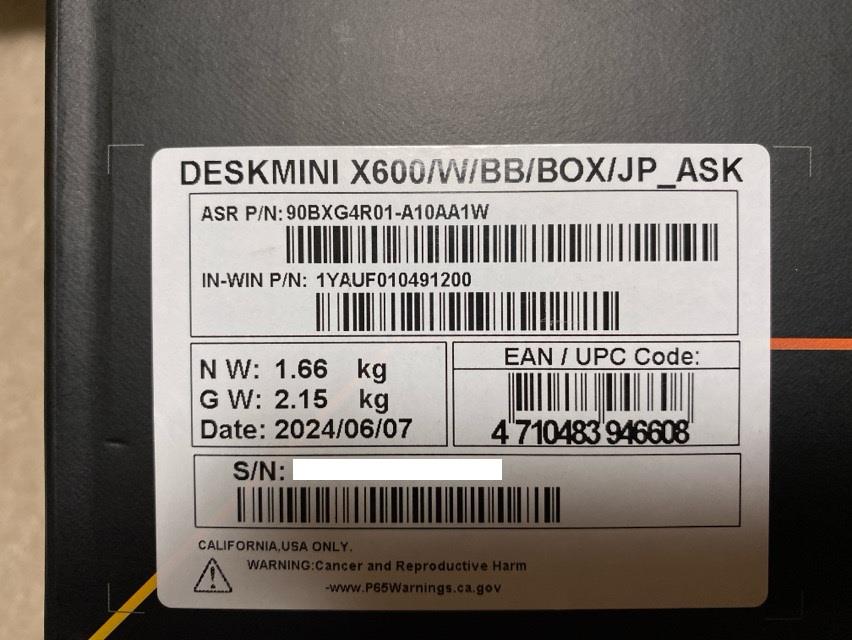 DESKMINI X600/W/BB/BOX/JP_ASK
ASR P/N: 90BXG4R01-A10AA1W
IN-WIN P/N: 1YAUF010491200
N W: 1.66 kg
G W: 2.15 kg
Date: 2024/06/07
EAN / UPC Code:
4 710483 946608
S/N:
CALIFORNIA,USA ONLY.
WARNING:Cancer and Reproductive Harm
-www.P65Warnings.ca.gov